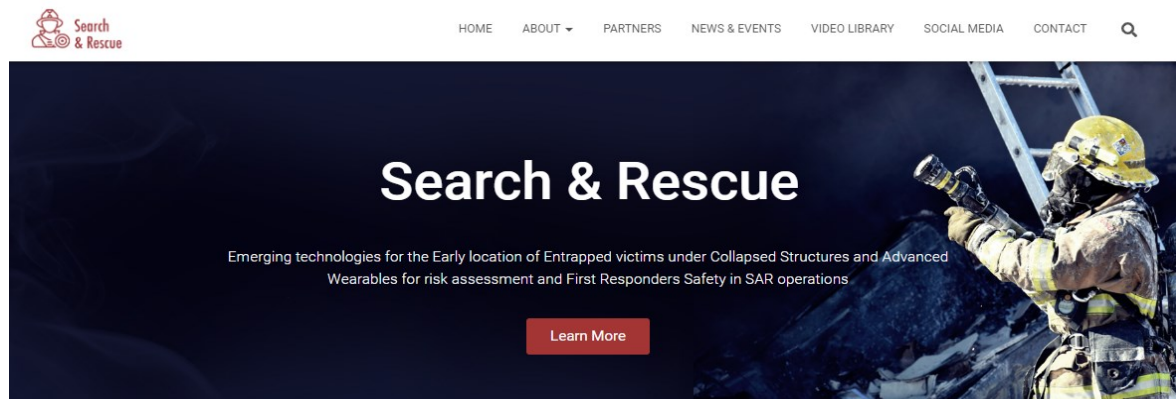 Search
& Rescue
HOME ABOUT PARTNERS NEWS & EVENTS VIDEO LIBRARY SOCIAL MEDIA CONTACT
Search & Rescue
Emerging technologies for the Early location of Entrapped victims under Collapsed Structures and Advanced
Wearables for risk assessment and First Responders Safety in SAR operations
Learn More